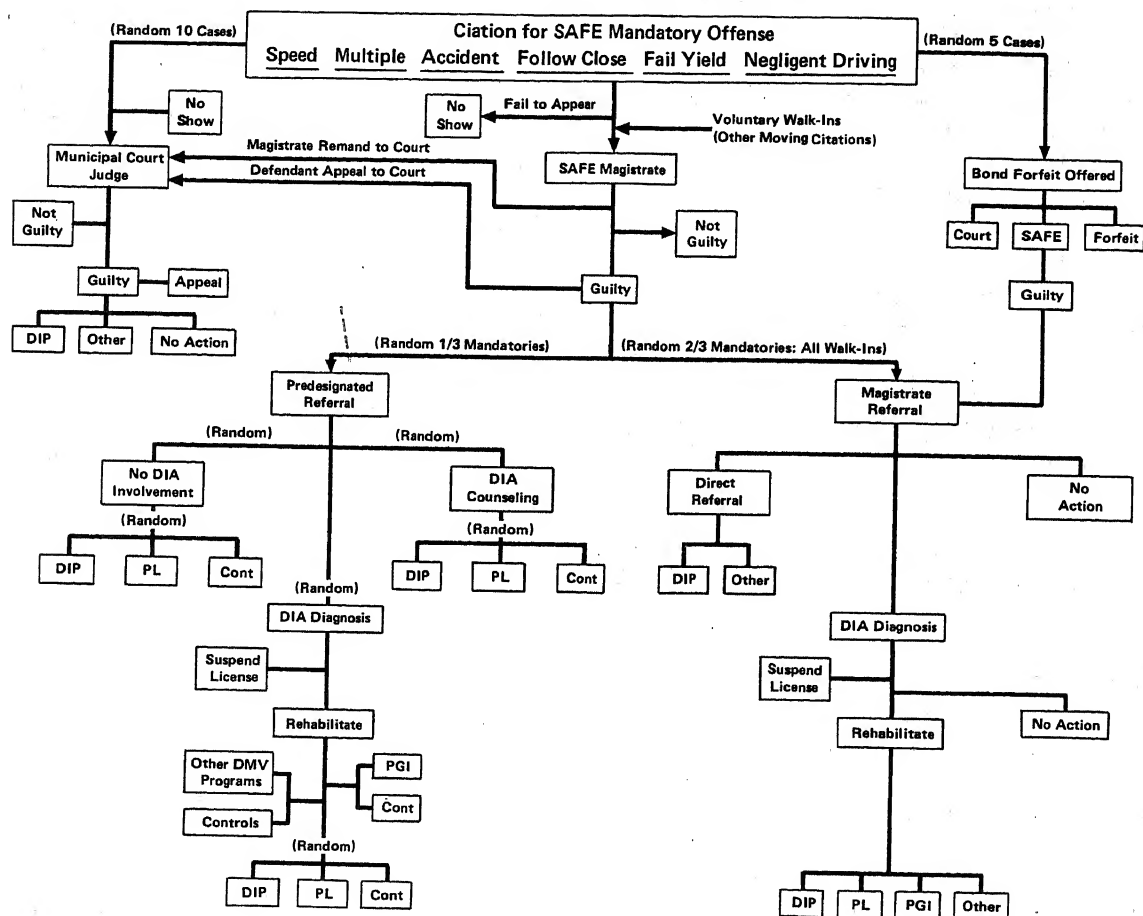 Ciation for SAFE Mandatory Offense
Speed Multiple Accident Follow Close Fail Yield Negligent Driving
(Random 10 Cases)
(Random 5 Cases)
No
Show
No
Show
Fail to Appear
Voluntary Walk-Ins
(Other Moving Citations)
Municipal Court
Judge
Magistrate Remand to Court
Defendant Appeal to Court
SAFE Magistrate
Bond Forfeit Offered
Not
Guilty
Not
Guilty
Court
SAFE
Forfeit
Guilty
Appeal
Guilty
Guilty
DIP
Other
No Action
(Random 1/3 Mandatories)
(Random 2/3 Mandatories: All Walk-Ins)
Predesignated
Referral
Magistrate
Referral
(Random)
(Random)
No DIA
Involvement
DIA
Counseling
Direct
Referral
No
Action
(Random)
(Random)
DIP
PL
Cont
DIP
PL
Cont
DIP
Other
(Random)
DIA Diagnosis
DIA Diagnosis
Suspend
License
Suspend
License
Rehabilitate
Rehabilitate
No Action
Other DMV
Programs
PGI
Controls
Cont
(Random)
DIP
PL
Cont
DIP
PL
PGI
Other